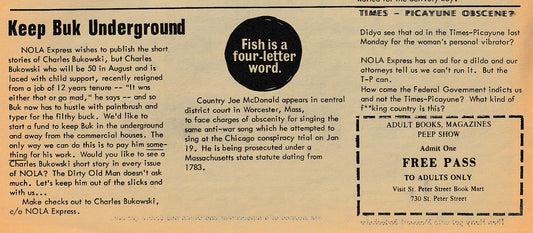 Keep Buk Underground
NOLA Express wishes to publish the short
stories of Charles Bukowski, but Charles
Bukowski who will be 50 in August and is
laced with child support, recently resigned
from a job of 12 years tenure -- "It was
either that or go mad," he says -- and so
Buk now has to hustle with paintbrush and
typer for the filthy buck. We'd like to
start a fund to keep Buk in the underground
and away from the commercial houses. The
only way we can do this is to pay him some-
thing for his work. Would you like to see a
Charles Bukowski short story in every issue
of NOLA? The Dirty Old Man doesn't ask
much. Let's keep him out of the slicks and
with us...
Make checks out to Charles Bukowski,
c/o NOLA Express.
Fish is a
four-letter
word.
Country Joe McDonald appears in central
district court in Worcester, Mass,
to face charges of obscenity for singing the
same anti-war song which he attempted to
sing at the Chicago conspiracy trial on Jan
19. He is being prosecuted under a
Massachusetts state statute dating from
1783.
TIMES - PICAYUNE OBSCENE?
Didya see that ad in the Times-Picayune last
Monday for the woman's personal vibrator?
NOLA Express has an ad for a dildo and our
attorneys tell us we can't run it. But the
T-P can.
How come the Federal Government indicts us
and not the Times-Picayune? What kind of
f**king country is this?
ADULT BOOKS, MAGAZINES
PEEP SHOW
Admit One
FREE PASS
TO ADULTS ONLY
Visit St. Peter Street Book Mart
730 St. Peter Street